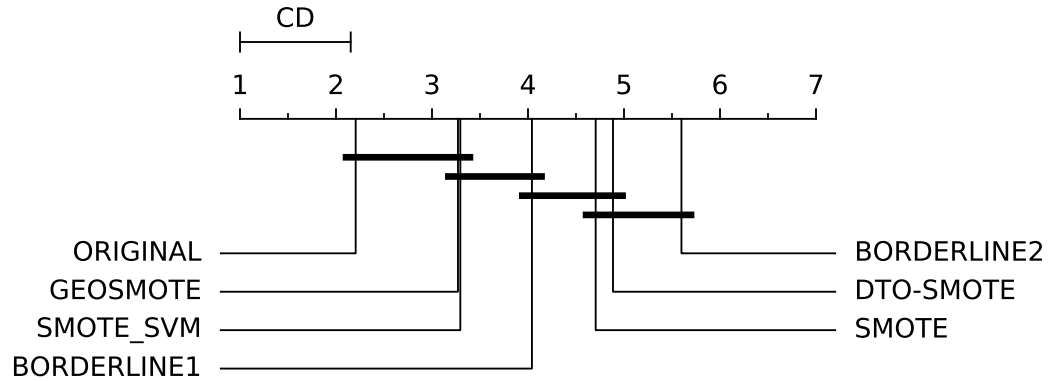 CD
1 2 3 4 5 6 7
ORIGINAL BORDERLINE2
GEOSMOTE DTO-SMOTE
SMOTE_SVM SMOTE
BORDERLINE1